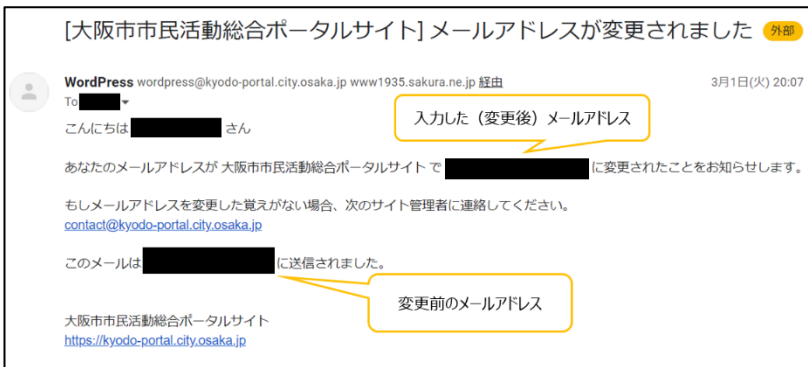 [大阪市市民活動総合ポータルサイト] メールアドレスが変更されました 外部
WordPress wordpress@kyodo-portal.city.osaka.jp www1935.sakura.ne.jp 経由 3月1日(火) 20:07
To
こんにちは さん
入力した（変更後）メールアドレス
あなたのメールアドレスが 大阪市市民活動総合ポータルサイト で に変更されたことをお知らせします。
もしメールアドレスを変更した覚えがない場合、次のサイト管理者に連絡してください。
contact@kyodo-portal.city.osaka.jp
このメールは に送信されました。
変更前のメールアドレス
大阪市市民活動総合ポータルサイト
https://kyodo-portal.city.osaka.jp